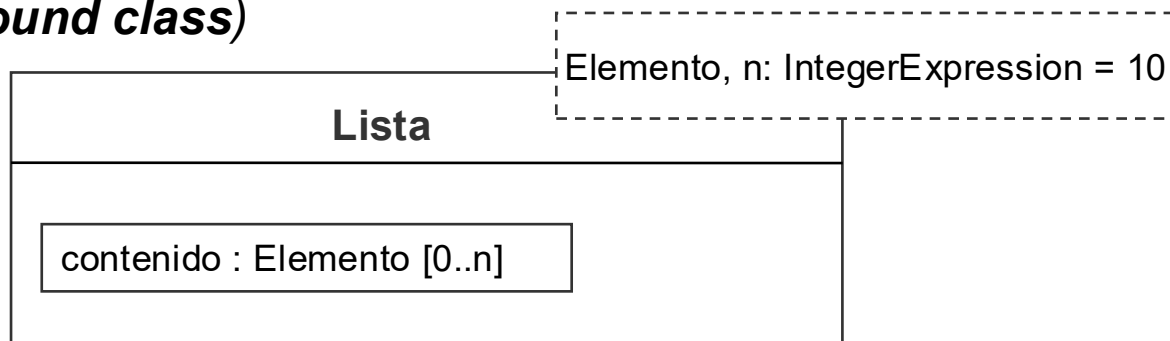 ound class)
Elemento, n: IntegerExpression = 10
Lista
contenido : Elemento [0..n]